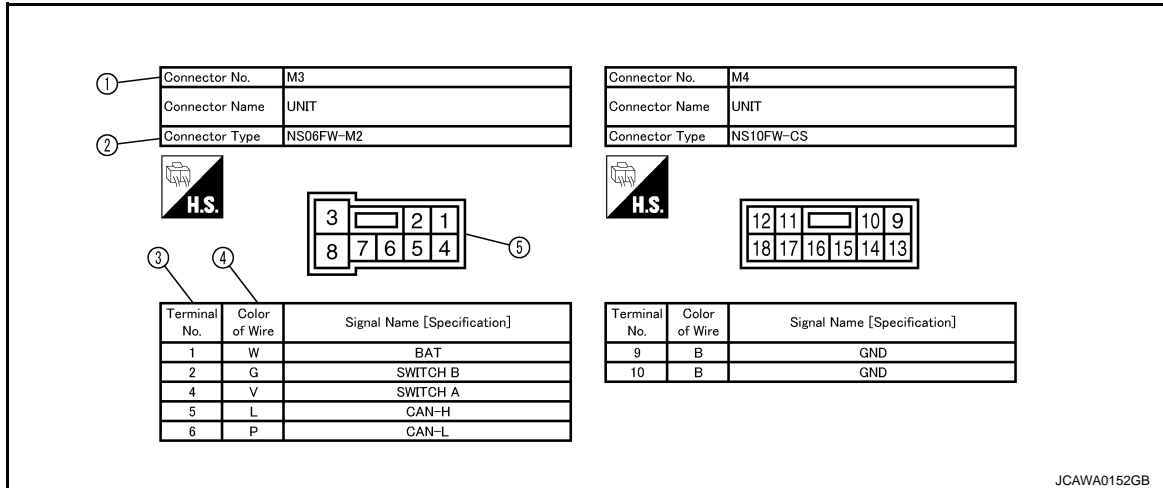 ① Connector No. M3
Connector Name UNIT
② Connector Type NS06FW-M2
H.S.
3 2 1
8 7 6 5 4
⑤
③ ④
Terminal No. Color of Wire Signal Name [Specification]
1 W BAT
2 G SWITCH B
4 V SWITCH A
5 L CAN-H
6 P CAN-L
Connector No. M4
Connector Name UNIT
Connector Type NS10FW-CS
H.S.
12 11 10 9
18 17 16 15 14 13
Terminal No. Color of Wire Signal Name [Specification]
9 B GND
10 B GND
JCAWA0152GB